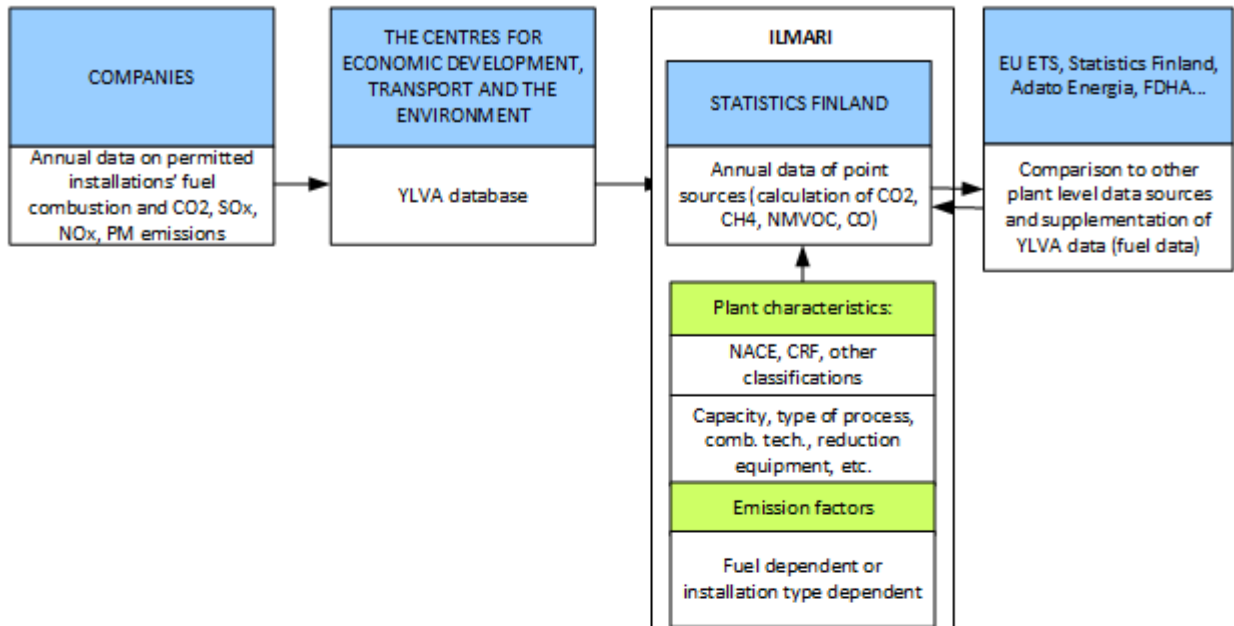 COMPANIES
Annual data on permitted
installations' fuel
combustion and CO2, SOx,
NOx, PM emissions
THE CENTRES FOR
ECONOMIC DEVELOPMENT,
TRANSPORT AND THE
ENVIRONMENT
YLVA database
ILMARI
STATISTICS FINLAND
Annual data of point
sources (calculation of CO2,
CH4, NMVOC, CO)
Plant characteristics:
NACE, CRF, other
classifications
Capacity, type of process,
comb. tech., reduction
equipment, etc.
Emission factors
Fuel dependent or
installation type dependent
EU ETS, Statistics Finland,
Adato Energia, FDHA...
Comparison to other
plant level data sources
and supplementation of
YLVA data (fuel data)